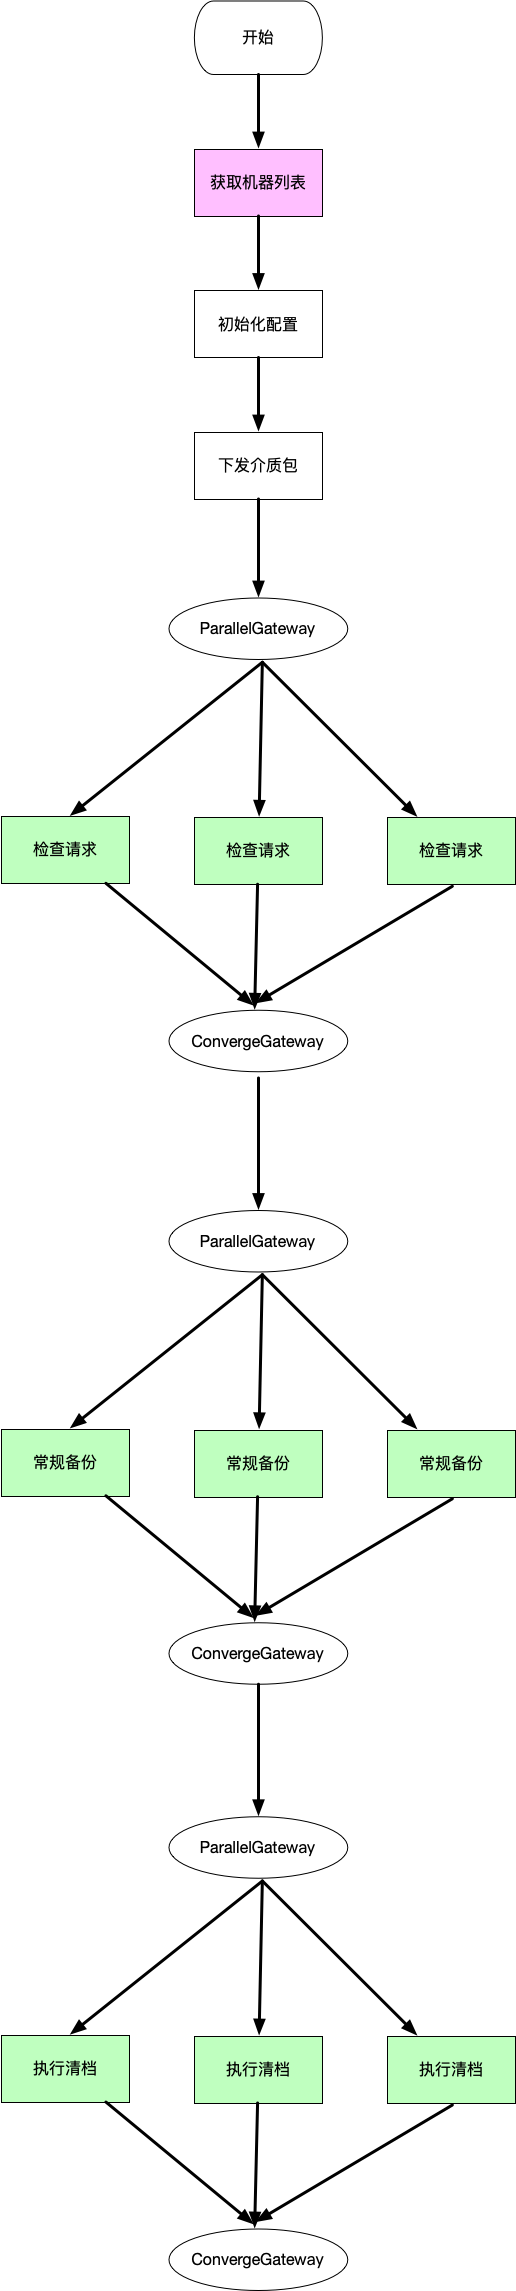 开始
获取机器列表
初始化配置
下发介质包
ParallelGateway
检查请求
检查请求
检查请求
ConvergeGateway
ParallelGateway
常规备份
常规备份
常规备份
ConvergeGateway
ParallelGateway
执行清档
执行清档
执行清档
ConvergeGateway